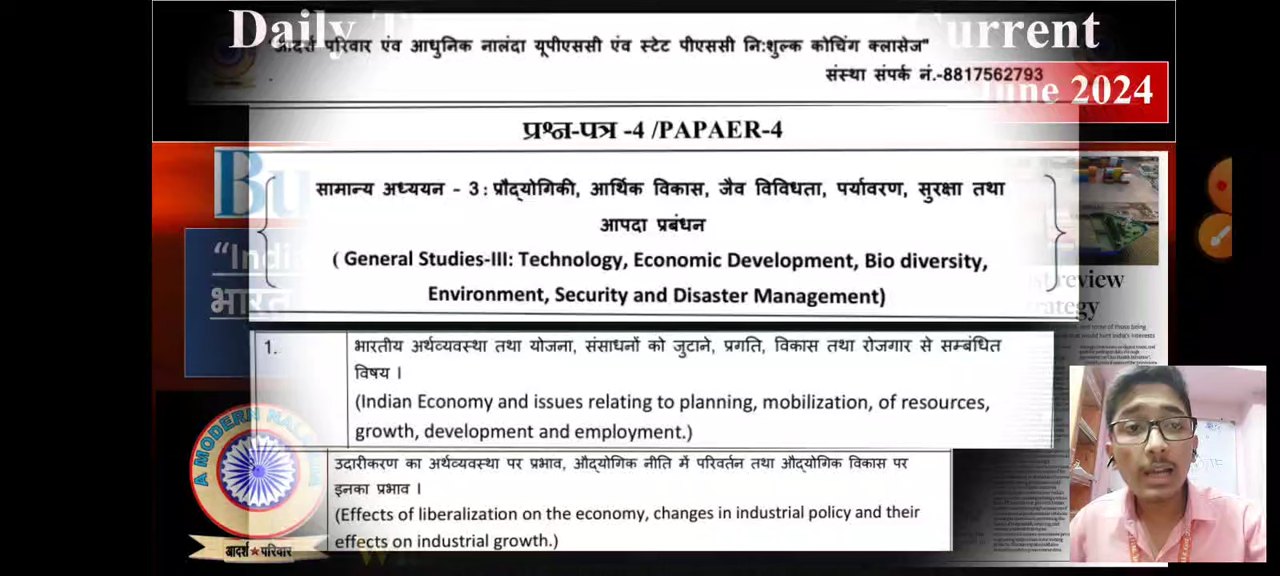 Daily
Current
"आदर्श परिवार एंव आधुनिक नालंदा यूपीएससी एंव स्टेट पीएससी नि:शुल्क कोचिंग क्लासेज"
संस्था संपर्क नं.-8817562793
June 2024
प्रश्न-पत्र -4 /PAPAER-4
सामान्य अध्ययन - 3 : प्रौद्योगिकी, आर्थिक विकास, जैव विविधता, पर्यावरण, सुरक्षा तथा
आपदा प्रबंधन
( General Studies-III: Technology, Economic Development, Bio diversity,
Environment, Security and Disaster Management)
"India
भारत
review
1.
भारतीय अर्थव्यवस्था तथा योजना, संसाधनों को जुटाने, प्रगति, विकास तथा रोजगार से सम्बंधित
विषय ।
(Indian Economy and issues relating to planning, mobilization, of resources,
growth, development and employment.)
उदारीकरण का अर्थव्यवस्था पर प्रभाव, औद्योगिक नीति में परिवर्तन तथा औद्योगिक विकास पर
इनका प्रभाव ।
(Effects of liberalization on the economy, changes in industrial policy and their
effects on industrial growth.)
A MODERN
आदर्श परिवार